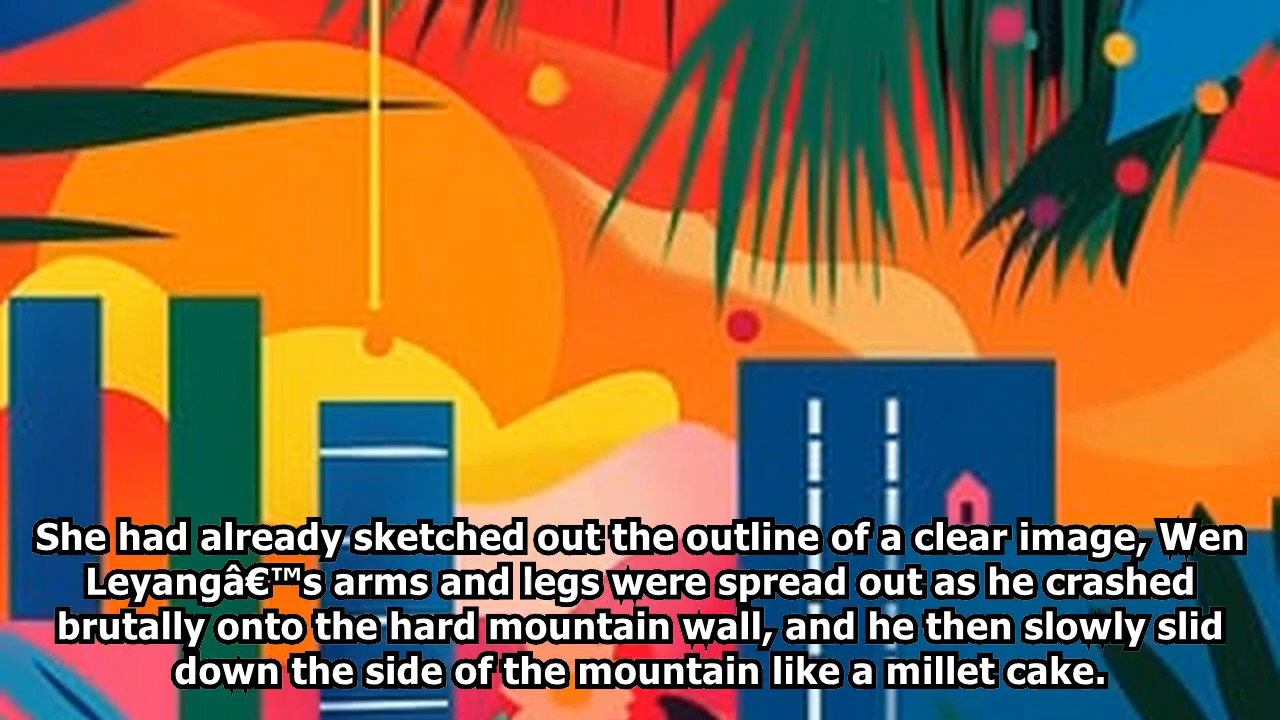 She had already sketched out the outline of a clear image, Wen
Leyangâ€™s arms and legs were spread out as he crashed
brutally onto the hard mountain wall, and he then slowly slid
down the side of the mountain like a millet cake.